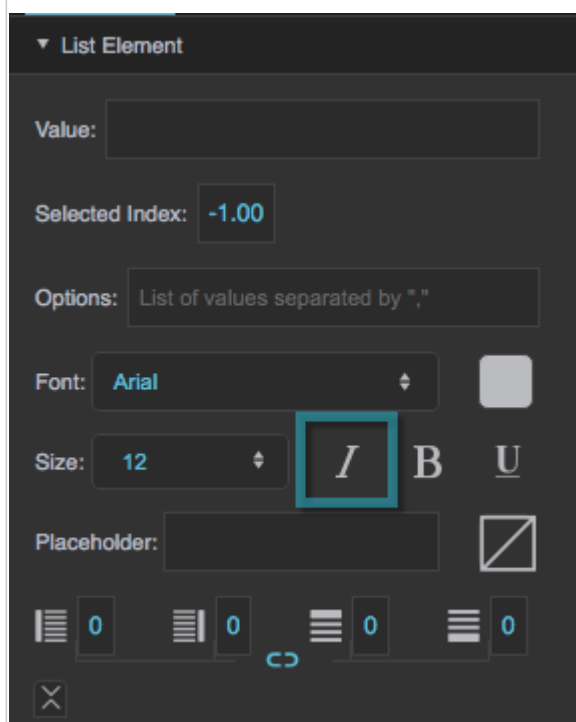 List Element
Value:
Selected Index: -1.00
Options: List of values separated by ","
Font: Arial
Size: 12 I B U
Placeholder:
0 0 0 0